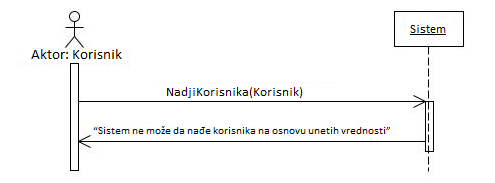 Sistem
Aktor: Korisnik
NadjiKorisnika(Korisnik)
“Sistem ne može da nađe korisnika na osnovu unetih vrednosti”